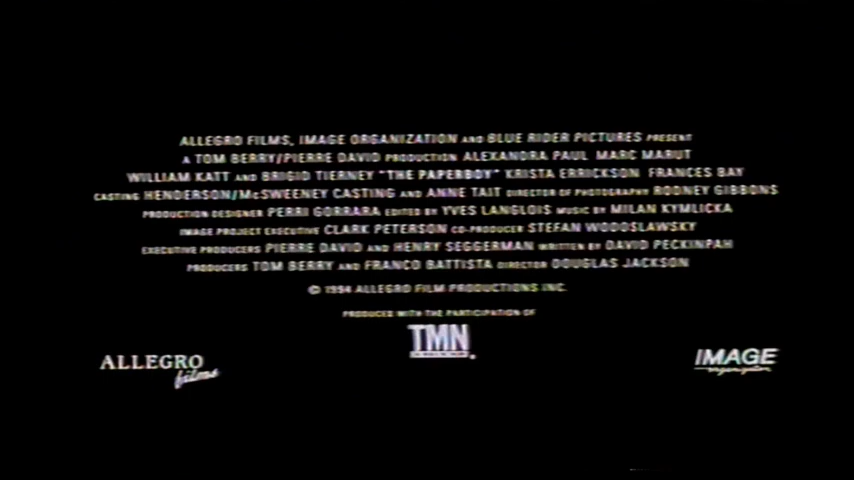 ALLEGRO FILMS, IMAGE ORGANIZATION AND BLUE RIDER PICTURES PRESENT
A TOM BERRY/PIERRE DAVID PRODUCTION ALEXANDRA PAUL MARC MARUT
WILLIAM KATT AND BRIGID TIERNEY "THE PAPERBOY" KRISTA ERRICKSON FRANCES BAY
CASTING HENDERSON/McSWEENEY CASTING AND ANNE TAIT DIRECTOR OF PHOTOGRAPHY RODNEY GIBBONS
PRODUCTION DESIGNER PERRI GORRARA EDITED BY YVES LANGLOIS MUSIC BY MILAN KYMLICKA
IMAGE PROJECT EXECUTIVE CLARK PETERSON CO-PRODUCER STEFAN WODOSLAWSKY
EXECUTIVE PRODUCERS PIERRE DAVID AND HENRY SEGGERMAN WRITTEN BY DAVID PECKINPAH
PRODUCERS TOM BERRY AND FRANCO BATTISTA DIRECTOR DOUGLAS JACKSON
© 1994 ALLEGRO FILM PRODUCTIONS INC.
PRODUCED WITH THE PARTICIPATION OF
TMN
ALLEGRO films
IMAGE organization